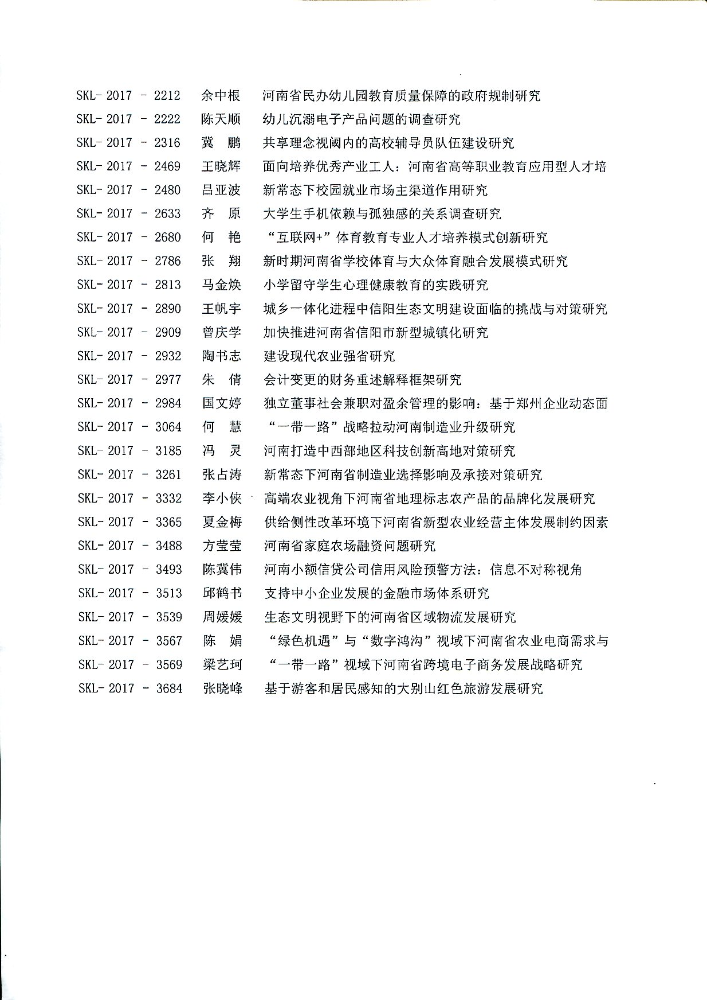 SKL- 2017 - 2212 余中根 河南省民办幼儿园教育质量保障的政府规制研究
SKL- 2017 - 2222 陈天顺 幼儿沉溺电子产品问题的调查研究
SKL- 2017 - 2316 冀 鹏 共享理念视阈内的高校辅导员队伍建设研究
SKL- 2017 - 2469 王晓辉 面向培养优秀产业工人：河南省高等职业教育应用型人才培
SKL- 2017 - 2480 吕亚波 新常态下校园就业市场主渠道作用研究
SKL- 2017 - 2633 齐 原 大学生手机依赖与孤独感的关系调查研究
SKL- 2017 - 2680 何 艳 “互联网+”体育教育专业人才培养模式创新研究
SKL- 2017 - 2786 张 翔 新时期河南省学校体育与大众体育融合发展模式研究
SKL- 2017 - 2813 马金焕 小学留守学生心理健康教育的实践研究
SKL- 2017 - 2890 王帆宇 城乡一体化进程中信阳生态文明建设面临的挑战与对策研究
SKL- 2017 - 2909 曾庆学 加快推进河南省信阳市新型城镇化研究
SKL- 2017 - 2932 陶书志 建设现代农业强省研究
SKL- 2017 - 2977 朱 倩 会计变更的财务重述解释框架研究
SKL- 2017 - 2984 国文婷 独立董事社会兼职对盈余管理的影响：基于郑州企业动态面
SKL- 2017 - 3064 何 慧 “一带一路”战略拉动河南制造业升级研究
SKL- 2017 - 3185 冯 灵 河南打造中西部地区科技创新高地对策研究
SKL- 2017 - 3261 张占涛 新常态下河南省制造业选择影响及承接对策研究
SKL- 2017 - 3332 李小侠 高端农业视角下河南省地理标志农产品的品牌化发展研究
SKL- 2017 - 3365 夏金梅 供给侧性改革环境下河南省新型农业经营主体发展制约因素
SKL- 2017 - 3488 方莹莹 河南省家庭农场融资问题研究
SKL- 2017 - 3493 陈冀伟 河南小额信贷公司信用风险预警方法：信息不对称视角
SKL- 2017 - 3513 邱鹤书 支持中小企业发展的金融市场体系研究
SKL- 2017 - 3539 周媛媛 生态文明视野下的河南省区域物流发展研究
SKL- 2017 - 3567 陈 娟 “绿色机遇”与“数字鸿沟”视域下河南省农业电商需求与
SKL- 2017 - 3569 梁艺珂 “一带一路”视域下河南省跨境电子商务发展战略研究
SKL- 2017 - 3684 张晓峰 基于游客和居民感知的大别山红色旅游发展研究